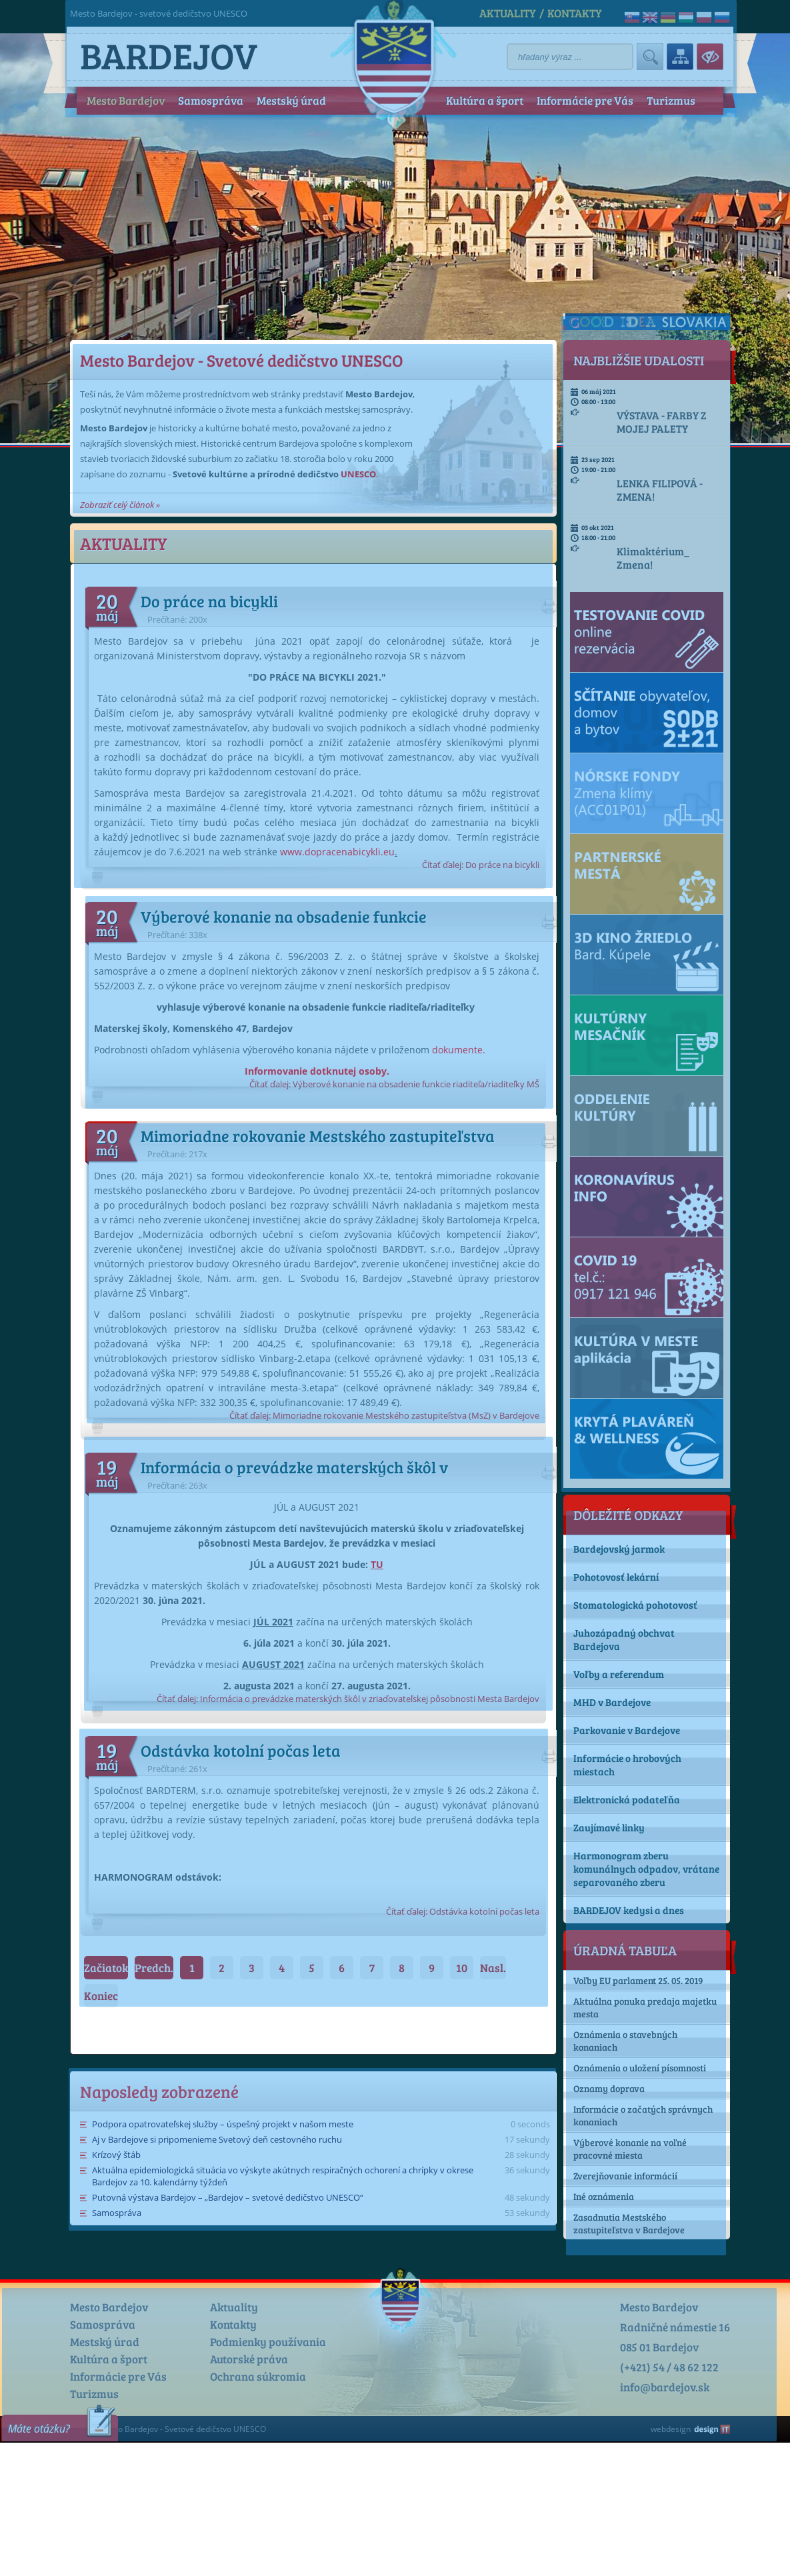 Mesto Bardejov - svetové dedičstvo UNESCO
AKTUALITY / KONTAKTY
BARDEJOV
hľadaný výraz ...
Mesto Bardejov Samospráva Mestský úrad Kultúra a šport Informácie pre Vás Turizmus
GOOD IDEA SLOVAKIA
Mesto Bardejov - Svetové dedičstvo UNESCO
Teší nás, že Vám môžeme prostredníctvom web stránky predstaviť Mesto Bardejov,
poskytnúť nevyhnutné informácie o živote mesta a funkciách mestskej samosprávy.
Mesto Bardejov je historicky a kultúrne bohaté mesto, považované za jedno z
najkrajších slovenských miest. Historické centrum Bardejova spoločne s komplexom
stavieb tvoriacich židovské suburbium zo začiatku 18. storočia bolo v roku 2000
zapísane do zoznamu - Svetové kultúrne a prírodné dedičstvo UNESCO.
Zobraziť celý článok »
AKTUALITY
20
máj
Do práce na bicykli
Prečítané: 200x
Mesto Bardejov sa v priebehu júna 2021 opäť zapojí do celonárodnej súťaže, ktorá je
organizovaná Ministerstvom dopravy, výstavby a regionálneho rozvoja SR s názvom
"DO PRÁCE NA BICYKLI 2021."
Táto celonárodná súťaž má za cieľ podporiť rozvoj nemotorickej – cyklistickej dopravy v mestách.
Ďalším cieľom je, aby samosprávy vytvárali kvalitné podmienky pre ekologické druhy dopravy v
meste, motivovať zamestnávateľov, aby budovali vo svojich podnikoch a sídlach vhodné podmienky
pre zamestnancov, ktorí sa rozhodli pomôcť a znížiť zaťaženie atmosféry skleníkovými plynmi
a rozhodli sa dochádzať do práce na bicykli, a tým motivovať zamestnancov, aby viac využívali
takúto formu dopravy pri každodennom cestovaní do práce.
Samospráva mesta Bardejov sa zaregistrovala 21.4.2021. Od tohto dátumu sa môžu registrovať
minimálne 2 a maximálne 4-členné tímy, ktoré vytvoria zamestnanci rôznych firiem, inštitúcií a
organizácií. Tieto tímy budú počas celého mesiaca jún dochádzať do zamestnania na bicykli
a každý jednotlivec si bude zaznamenávať svoje jazdy do práce a jazdy domov. Termín registrácie
záujemcov je do 7.6.2021 na web stránke www.dopracenabicykli.eu.
Čítať ďalej: Do práce na bicykli
20
máj
Výberové konanie na obsadenie funkcie
Prečítané: 338x
Mesto Bardejov v zmysle § 4 zákona č. 596/2003 Z. z. o štátnej správe v školstve a školskej
samospráve a o zmene a doplnení niektorých zákonov v znení neskorších predpisov a § 5 zákona č.
552/2003 Z. z. o výkone práce vo verejnom záujme v znení neskorších predpisov
vyhlasuje výberové konanie na obsadenie funkcie riaditeľa/riaditeľky
Materskej školy, Komenského 47, Bardejov
Podrobnosti ohľadom vyhlásenia výberového konania nájdete v priloženom dokumente.
Informovanie dotknutej osoby.
Čítať ďalej: Výberové konanie na obsadenie funkcie riaditeľa/riaditeľky MŠ
20
máj
Mimoriadne rokovanie Mestského zastupiteľstva
Prečítané: 217x
Dnes (20. mája 2021) sa formou videokonferencie konalo XX.-te, tentokrá mimoriadne rokovanie
mestského poslaneckého zboru v Bardejove. Po úvodnej prezentácii 24-och prítomných poslancov
a po procedurálnych bodoch poslanci bez rozpravy schválili Návrh nakladania s majetkom mesta
a v rámci neho zverenie ukončenej investičnej akcie do správy Základnej školy Bartolomeja Krpelca,
Bardejov „Modernizácia odborných učební s cieľom zvyšovania kľúčových kompetencií žiakov“,
zverenie ukončenej investičnej akcie do užívania spoločnosti BARDBYT, s.r.o., Bardejov „Úpravy
vnútorných priestorov budovy Okresného úradu Bardejov“, zverenie ukončenej investičnej akcie do
správy Základnej škole, Nám. arm. gen. L. Svobodu 16, Bardejov „Stavebné úpravy priestorov
plavárne ZŠ Vinbarg“.
V ďalšom poslanci schválili žiadosti o poskytnutie príspevku pre projekty „Regenerácia
vnútroblokových priestorov na sídlisku Družba (celkové oprávnené výdavky: 1 263 583,42 €,
požadovaná výška NFP: 1 200 404,25 €, spolufinancovanie: 63 179,18 €), „Regenerácia
vnútroblokových priestorov sídlisko Vinbarg-2.etapa (celkové oprávnené výdavky: 1 031 105,13 €,
požadovaná výška NFP: 979 549,88 €, spolufinancovanie: 51 555,26 €), ako aj pre projekt „Realizácia
vodozádržných opatrení v intraviláne mesta-3.etapa“ (celkové oprávnené náklady: 349 789,84 €,
požadovaná výška NFP: 332 300,35 €, spolufinancovanie: 17 489,49 €).
Čítať ďalej: Mimoriadne rokovanie Mestského zastupiteľstva (MsZ) v Bardejove
19
máj
Informácia o prevádzke materských škôl v
Prečítané: 263x
JÚL a AUGUST 2021
Oznamujeme zákonným zástupcom detí navštevujúcich materskú školu v zriaďovateľskej
pôsobnosti Mesta Bardejov, že prevádzka v mesiaci
JÚL a AUGUST 2021 bude: TU
Prevádzka v materských školách v zriaďovateľskej pôsobnosti Mesta Bardejov končí za školský rok
2020/2021 30. júna 2021.
Prevádzka v mesiaci JÚL 2021 začína na určených materských školách
6. júla 2021 a končí 30. júla 2021.
Prevádzka v mesiaci AUGUST 2021 začína na určených materských školách
2. augusta 2021 a končí 27. augusta 2021.
Čítať ďalej: Informácia o prevádzke materských škôl v zriaďovateľskej pôsobnosti Mesta Bardejov
19
máj
Odstávka kotolní počas leta
Prečítané: 261x
Spoločnosť BARDTERM, s.r.o. oznamuje spotrebiteľskej verejnosti, že v zmysle § 26 ods.2 Zákona č.
657/2004 o tepelnej energetike bude v letných mesiacoch (jún – august) vykonávať plánovanú
opravu, údržbu a revízie sústavy tepelných zariadení, počas ktorej bude prerušená dodávka tepla
a teplej úžitkovej vody.
HARMONOGRAM odstávok:
Čítať ďalej: Odstávka kotolní počas leta
Začiatok Predch. 1 2 3 4 5 6 7 8 9 10 Nasl.
Koniec
Naposledy zobrazené
Podpora opatrovateľskej služby – úspešný projekt v našom meste 0 seconds
Aj v Bardejove si pripomenieme Svetový deň cestovného ruchu 17 sekundy
Krízový štáb 28 sekundy
Aktuálna epidemiologická situácia vo výskyte akútnych respiračných ochorení a chrípky v okrese 36 sekundy
Bardejov za 10. kalendárny týždeň
Putovná výstava Bardejov – „Bardejov – svetové dedičstvo UNESCO“ 48 sekundy
Samospráva 53 sekundy
NAJBLIŽŠIE UDALOSTI
06 máj 2021
08:00 - 13:00
VÝSTAVA - FARBY Z
MOJEJ PALETY
23 sep 2021
19:00 - 21:00
LENKA FILIPOVÁ -
ZMENA!
03 okt 2021
18:00 - 21:00
Klimaktérium_
Zmena!
TESTOVANIE COVID
online
rezervácia
SČÍTANIE obyvateľov,
domov
a bytov
SODB
2021
NÓRSKE FONDY
Zmena klímy
(ACC01P01)
PARTNERSKÉ
MESTÁ
3D KINO ŽRIEDLO
Bard. Kúpele
KULTÚRNY
MESAČNÍK
ODDELENIE
KULTÚRY
KORONAVÍRUS
INFO
COVID 19
tel.č.:
0917 121 946
KULTÚRA V MESTE
aplikácia
KRYTÁ PLAVÁREŇ
& WELLNESS
DÔLEŽITÉ ODKAZY
Bardejovský jarmok
Pohotovosť lekární
Stomatologická pohotovosť
Juhozápadný obchvat
Bardejova
Voľby a referendum
MHD v Bardejove
Parkovanie v Bardejove
Informácie o hrobových
miestach
Elektronická podateľňa
Zaujímavé linky
Harmonogram zberu
komunálnych odpadov, vrátane
separovaného zberu
BARDEJOV kedysi a dnes
ÚRADNÁ TABUĽA
Voľby EU parlament 25. 05. 2019
Aktuálna ponuka predaja majetku
mesta
Oznámenia o stavebných
konaniach
Oznámenia o uložení písomnosti
Oznamy doprava
Informácie o začatých správnych
konaniach
Výberové konanie na voľné
pracovné miesta
Zverejňovanie informácií
Iné oznámenia
Zasadnutia Mestského
zastupiteľstva v Bardejove
Mesto Bardejov
Samospráva
Mestský úrad
Kultúra a šport
Informácie pre Vás
Turizmus
Aktuality
Kontakty
Podmienky používania
Autorské práva
Ochrana súkromia
Mesto Bardejov
Radničné námestie 16
085 01 Bardejov
(+421) 54 / 48 62 122
info@bardejov.sk
Máte otázku?
o Bardejov - Svetové dedičstvo UNESCO
webdesign design IT